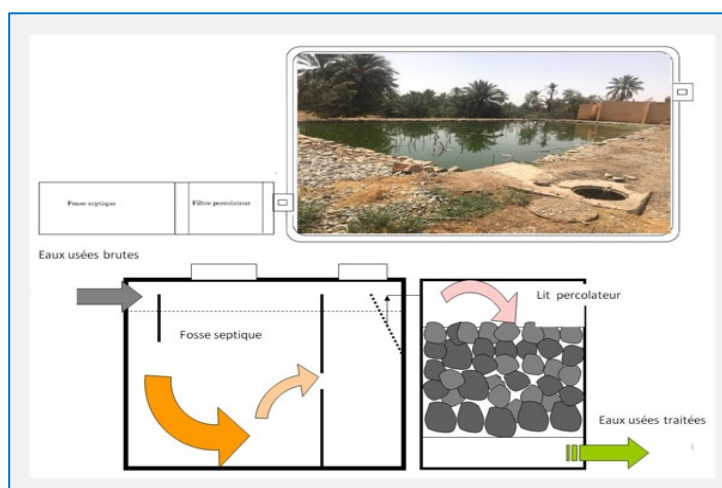 Fosse septique
Filtre percolateur
Eaux usées brutes
Lit percolateur
Fosse septique
Eaux usées traitées